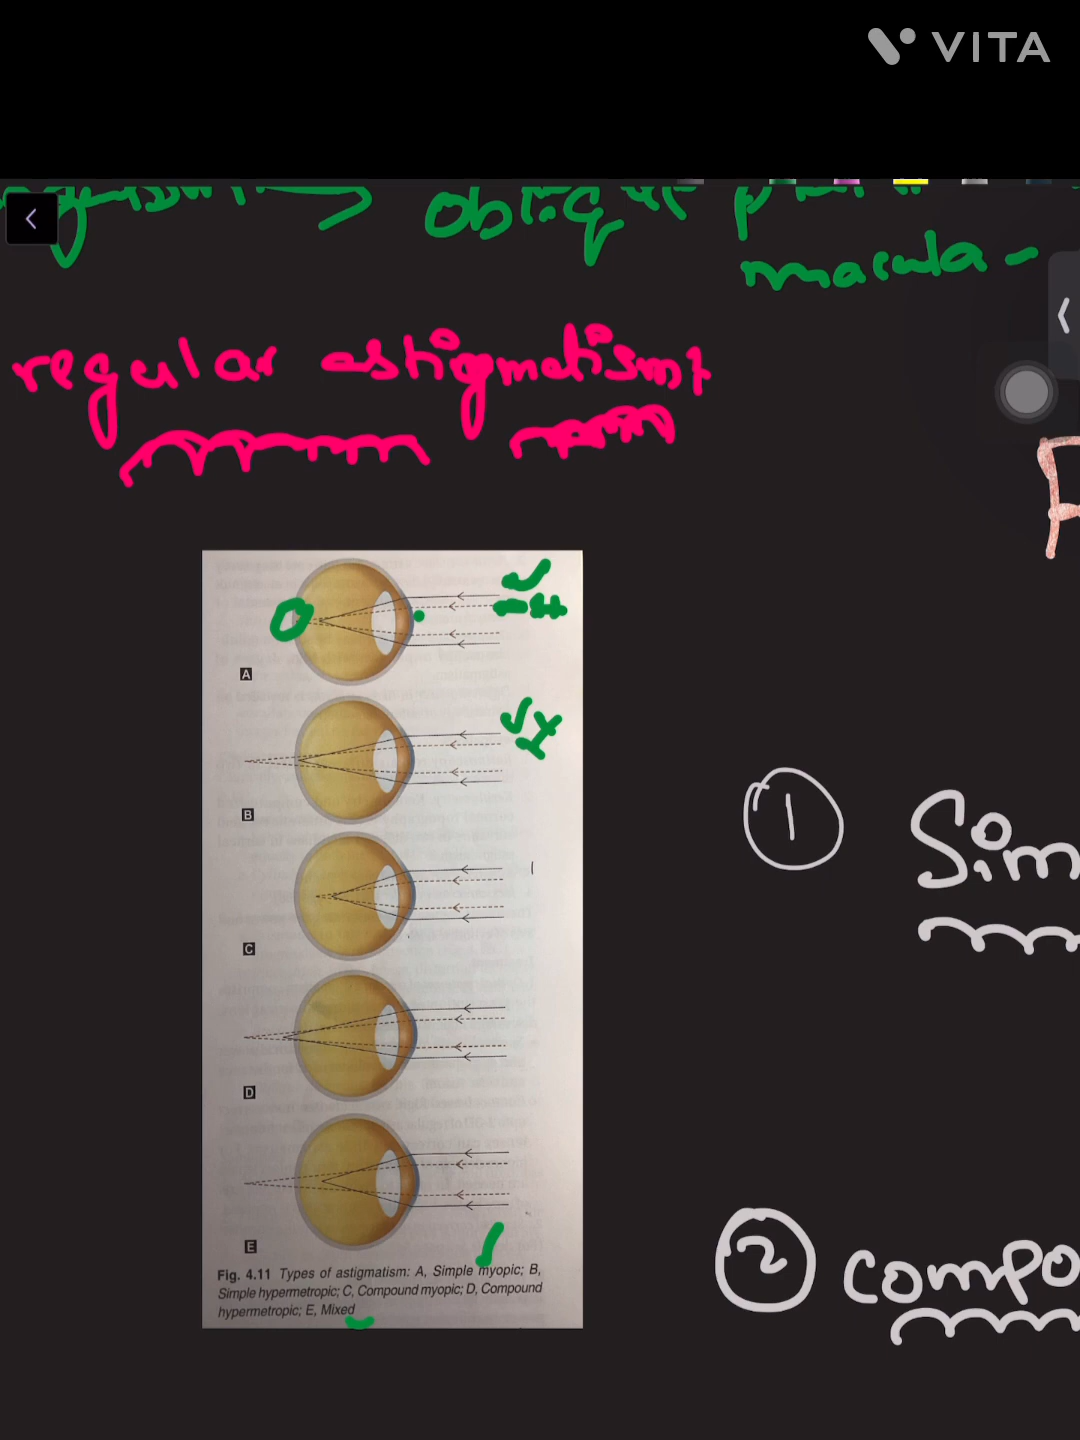 VITA
obliq
macula -
regular astigmatism
A
1
Sim
B
C
D
2
compo
E
Fig. 4.11 Types of astigmatism: A, Simple myopic; B,
Simple hypermetropic; C, Compound myopic; D, Compound
hypermetropic; E, Mixed